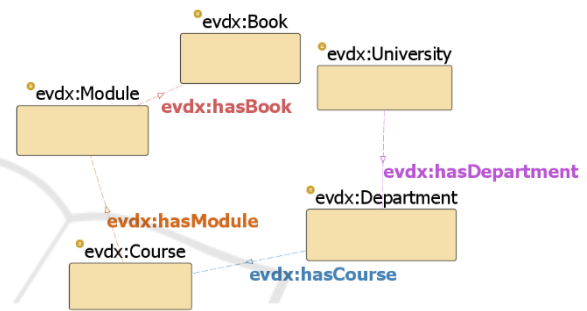 evdx:Book
evdx:University
evdx:Module
evdx:hasBook
evdx:hasDepartment
evdx:Department
evdx:hasModule
evdx:Course
evdx:hasCourse